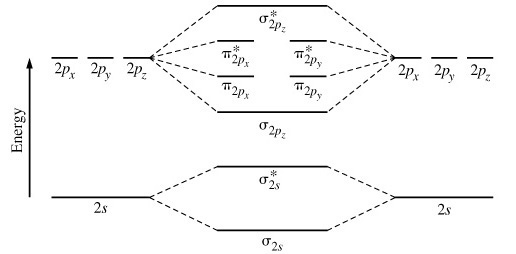 σ*2pz
π*2px π*2py
2px 2py 2pz 2px 2py 2pz
π2px π2py
σ2pz
Energy
σ*2s
2s 2s
σ2s